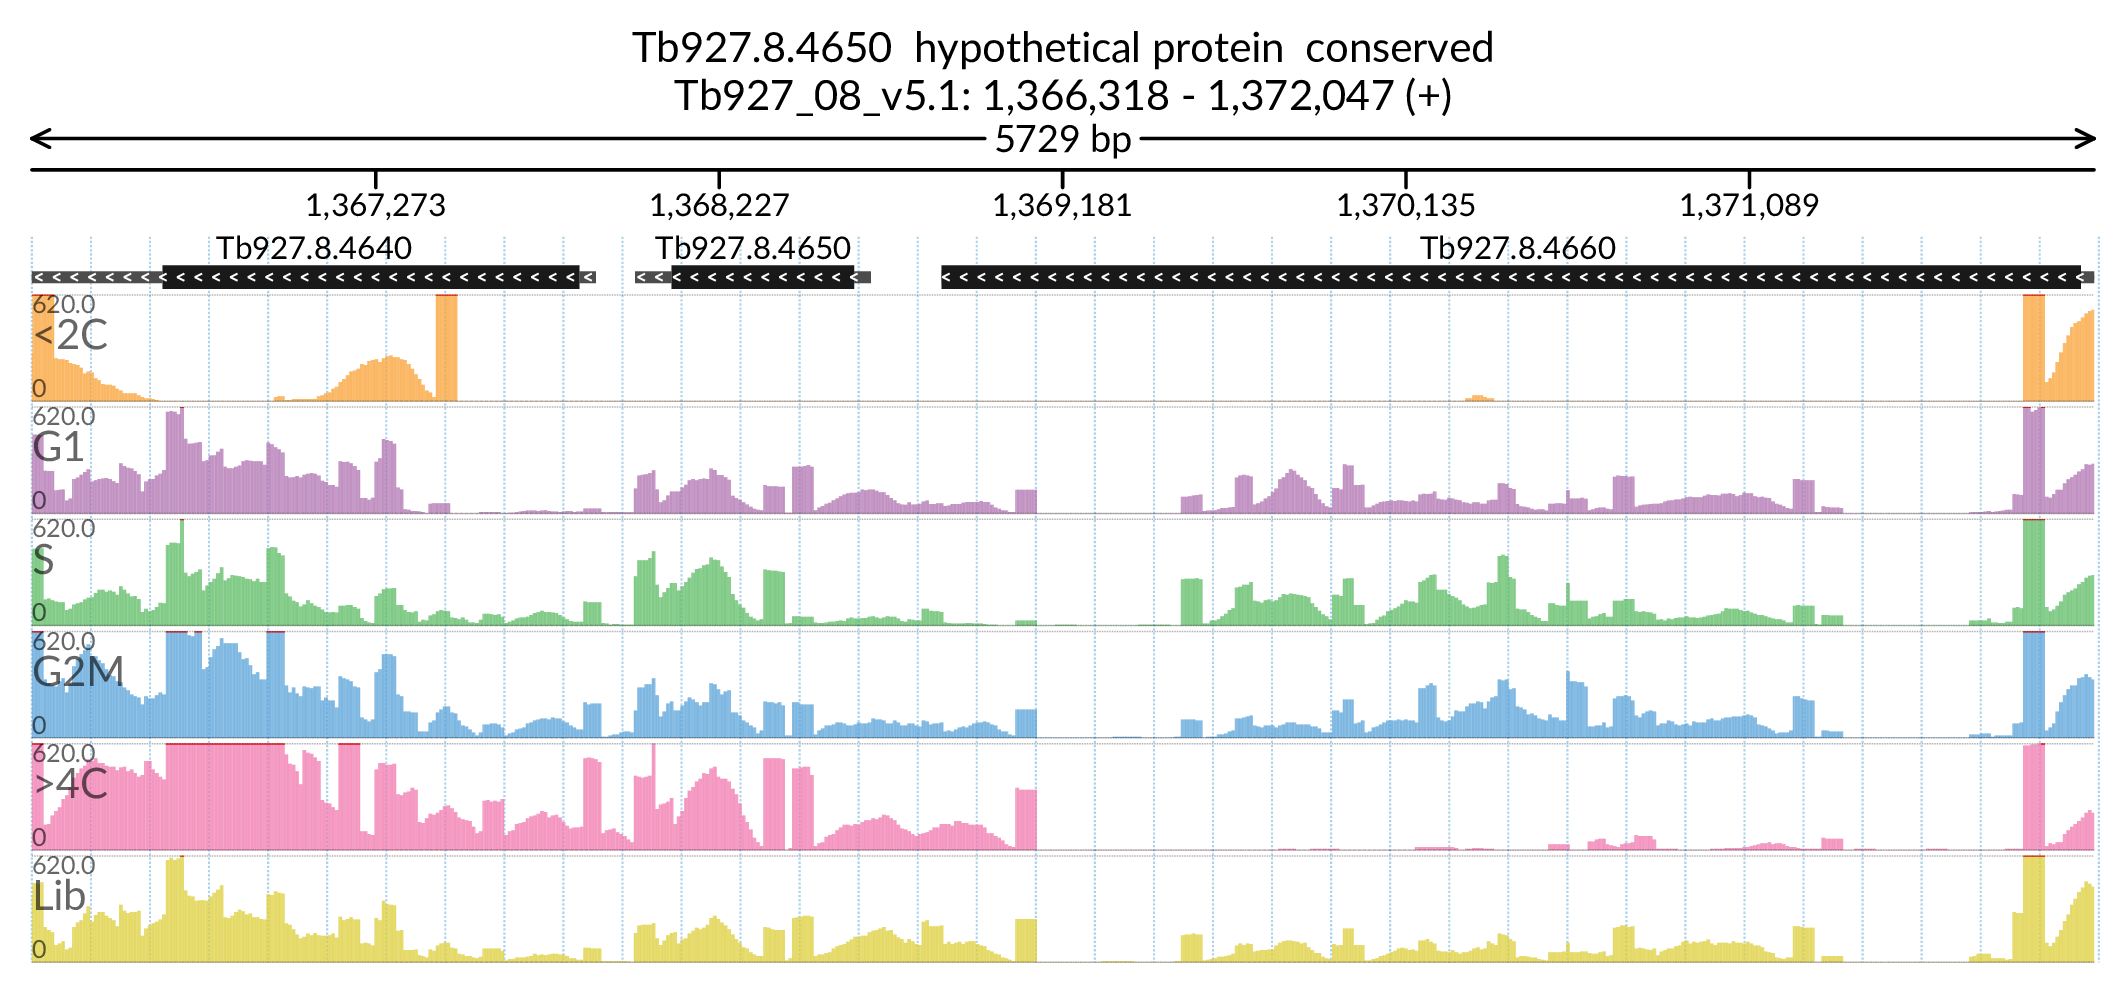 Tb927.8.4650 hypothetical protein conserved
Tb927_08_v5.1: 1,366,318 - 1,372,047 (+)
5729 bp
1,367,273 1,368,227 1,369,181 1,370,135 1,371,089
Tb927.8.4640 Tb927.8.4650 Tb927.8.4660
620.0
<2C
0
620.0
G1
0
620.0
S
0
620.0
G2M
0
620.0
>4C
0
620.0
Lib
0